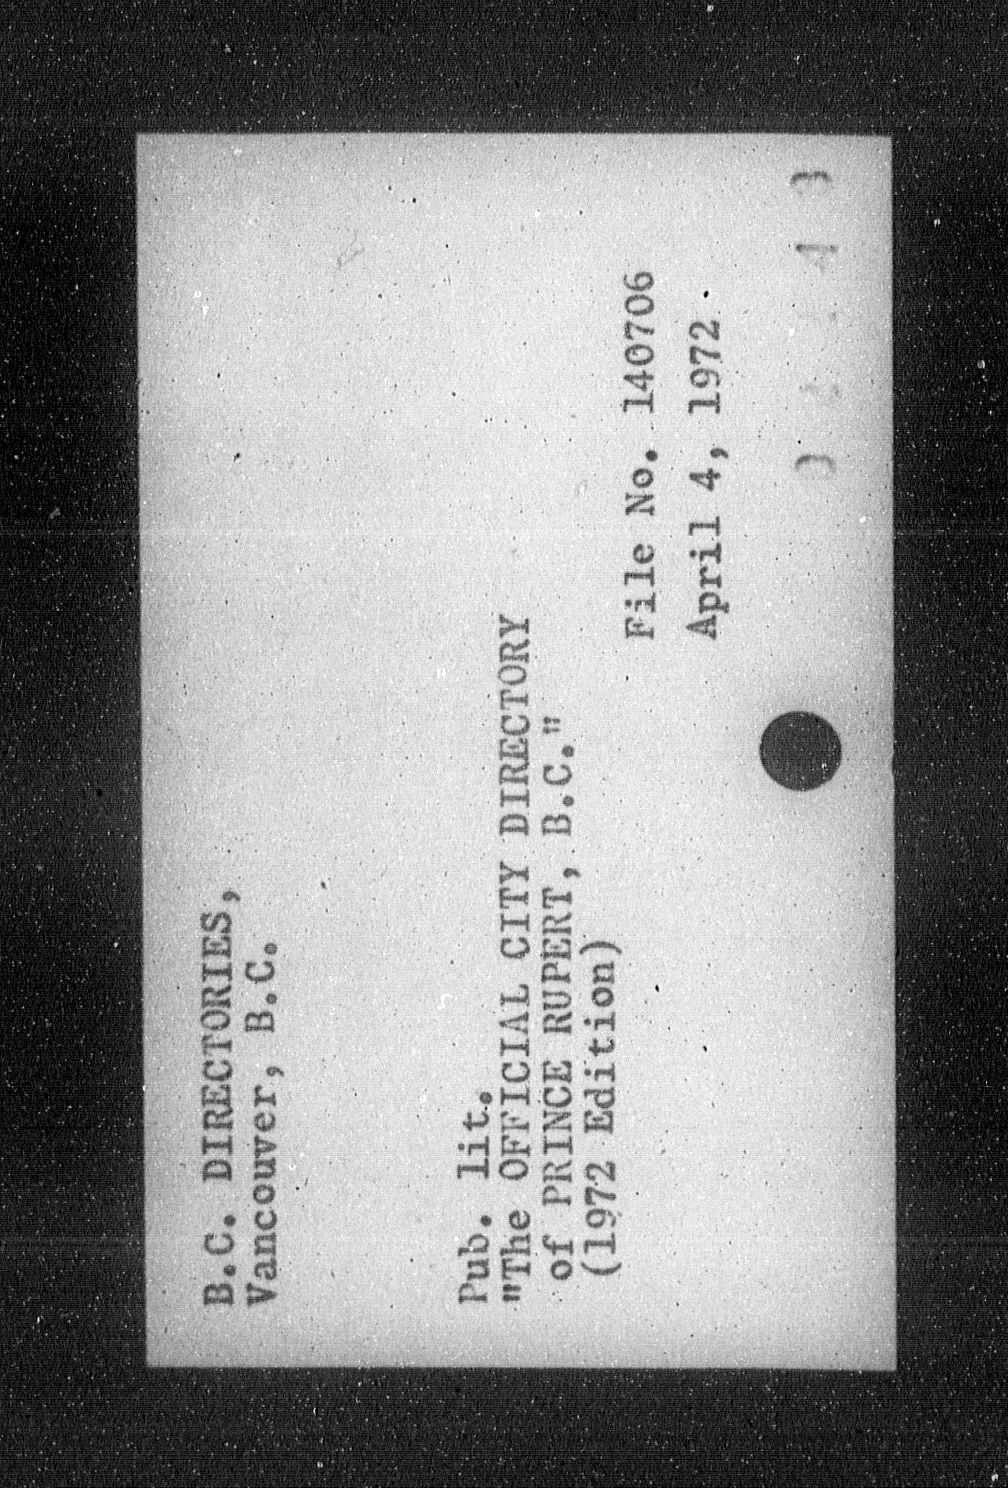 B.C. DIRECTORIES,
Vancouver, B.C.
Pub. lit.
"The OFFICIAL CITY DIRECTORY
of PRINCE RUPERT, B.C."
(1972 Edition)
File No. 140706
April 4, 1972